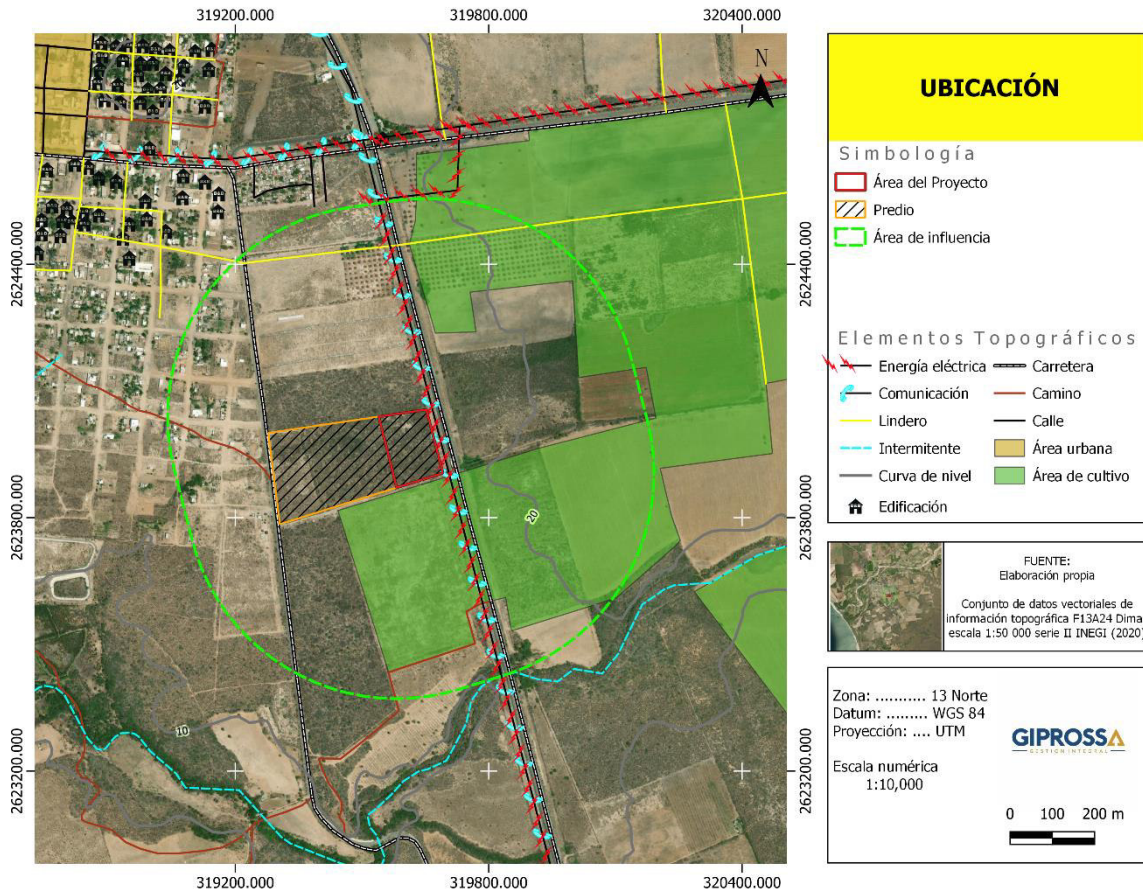 319200.000 319800.000 320400.000
2624400.000
2623800.000
2623200.000
N
20
10
2624400.000
2623800.000
2623200.000
319200.000 319800.000 320400.000
UBICACIÓN
Simbología
Área del Proyecto
Predio
Área de influencia
Elementos Topográficos
Energía eléctrica Carretera
Comunicación Camino
Lindero Calle
Intermitente Área urbana
Curva de nivel Área de cultivo
Edificación
FUENTE:
Elaboración propia
Conjunto de datos vectoriales de
información topográfica F13A24 Dima
escala 1:50 000 serie II INEGI (2020)
Zona: .......... 13 Norte
Datum: ......... WGS 84
Proyección: .... UTM
Escala numérica
1:10,000
GIPROSSA
GESTIÓN INTEGRAL
0 100 200 m